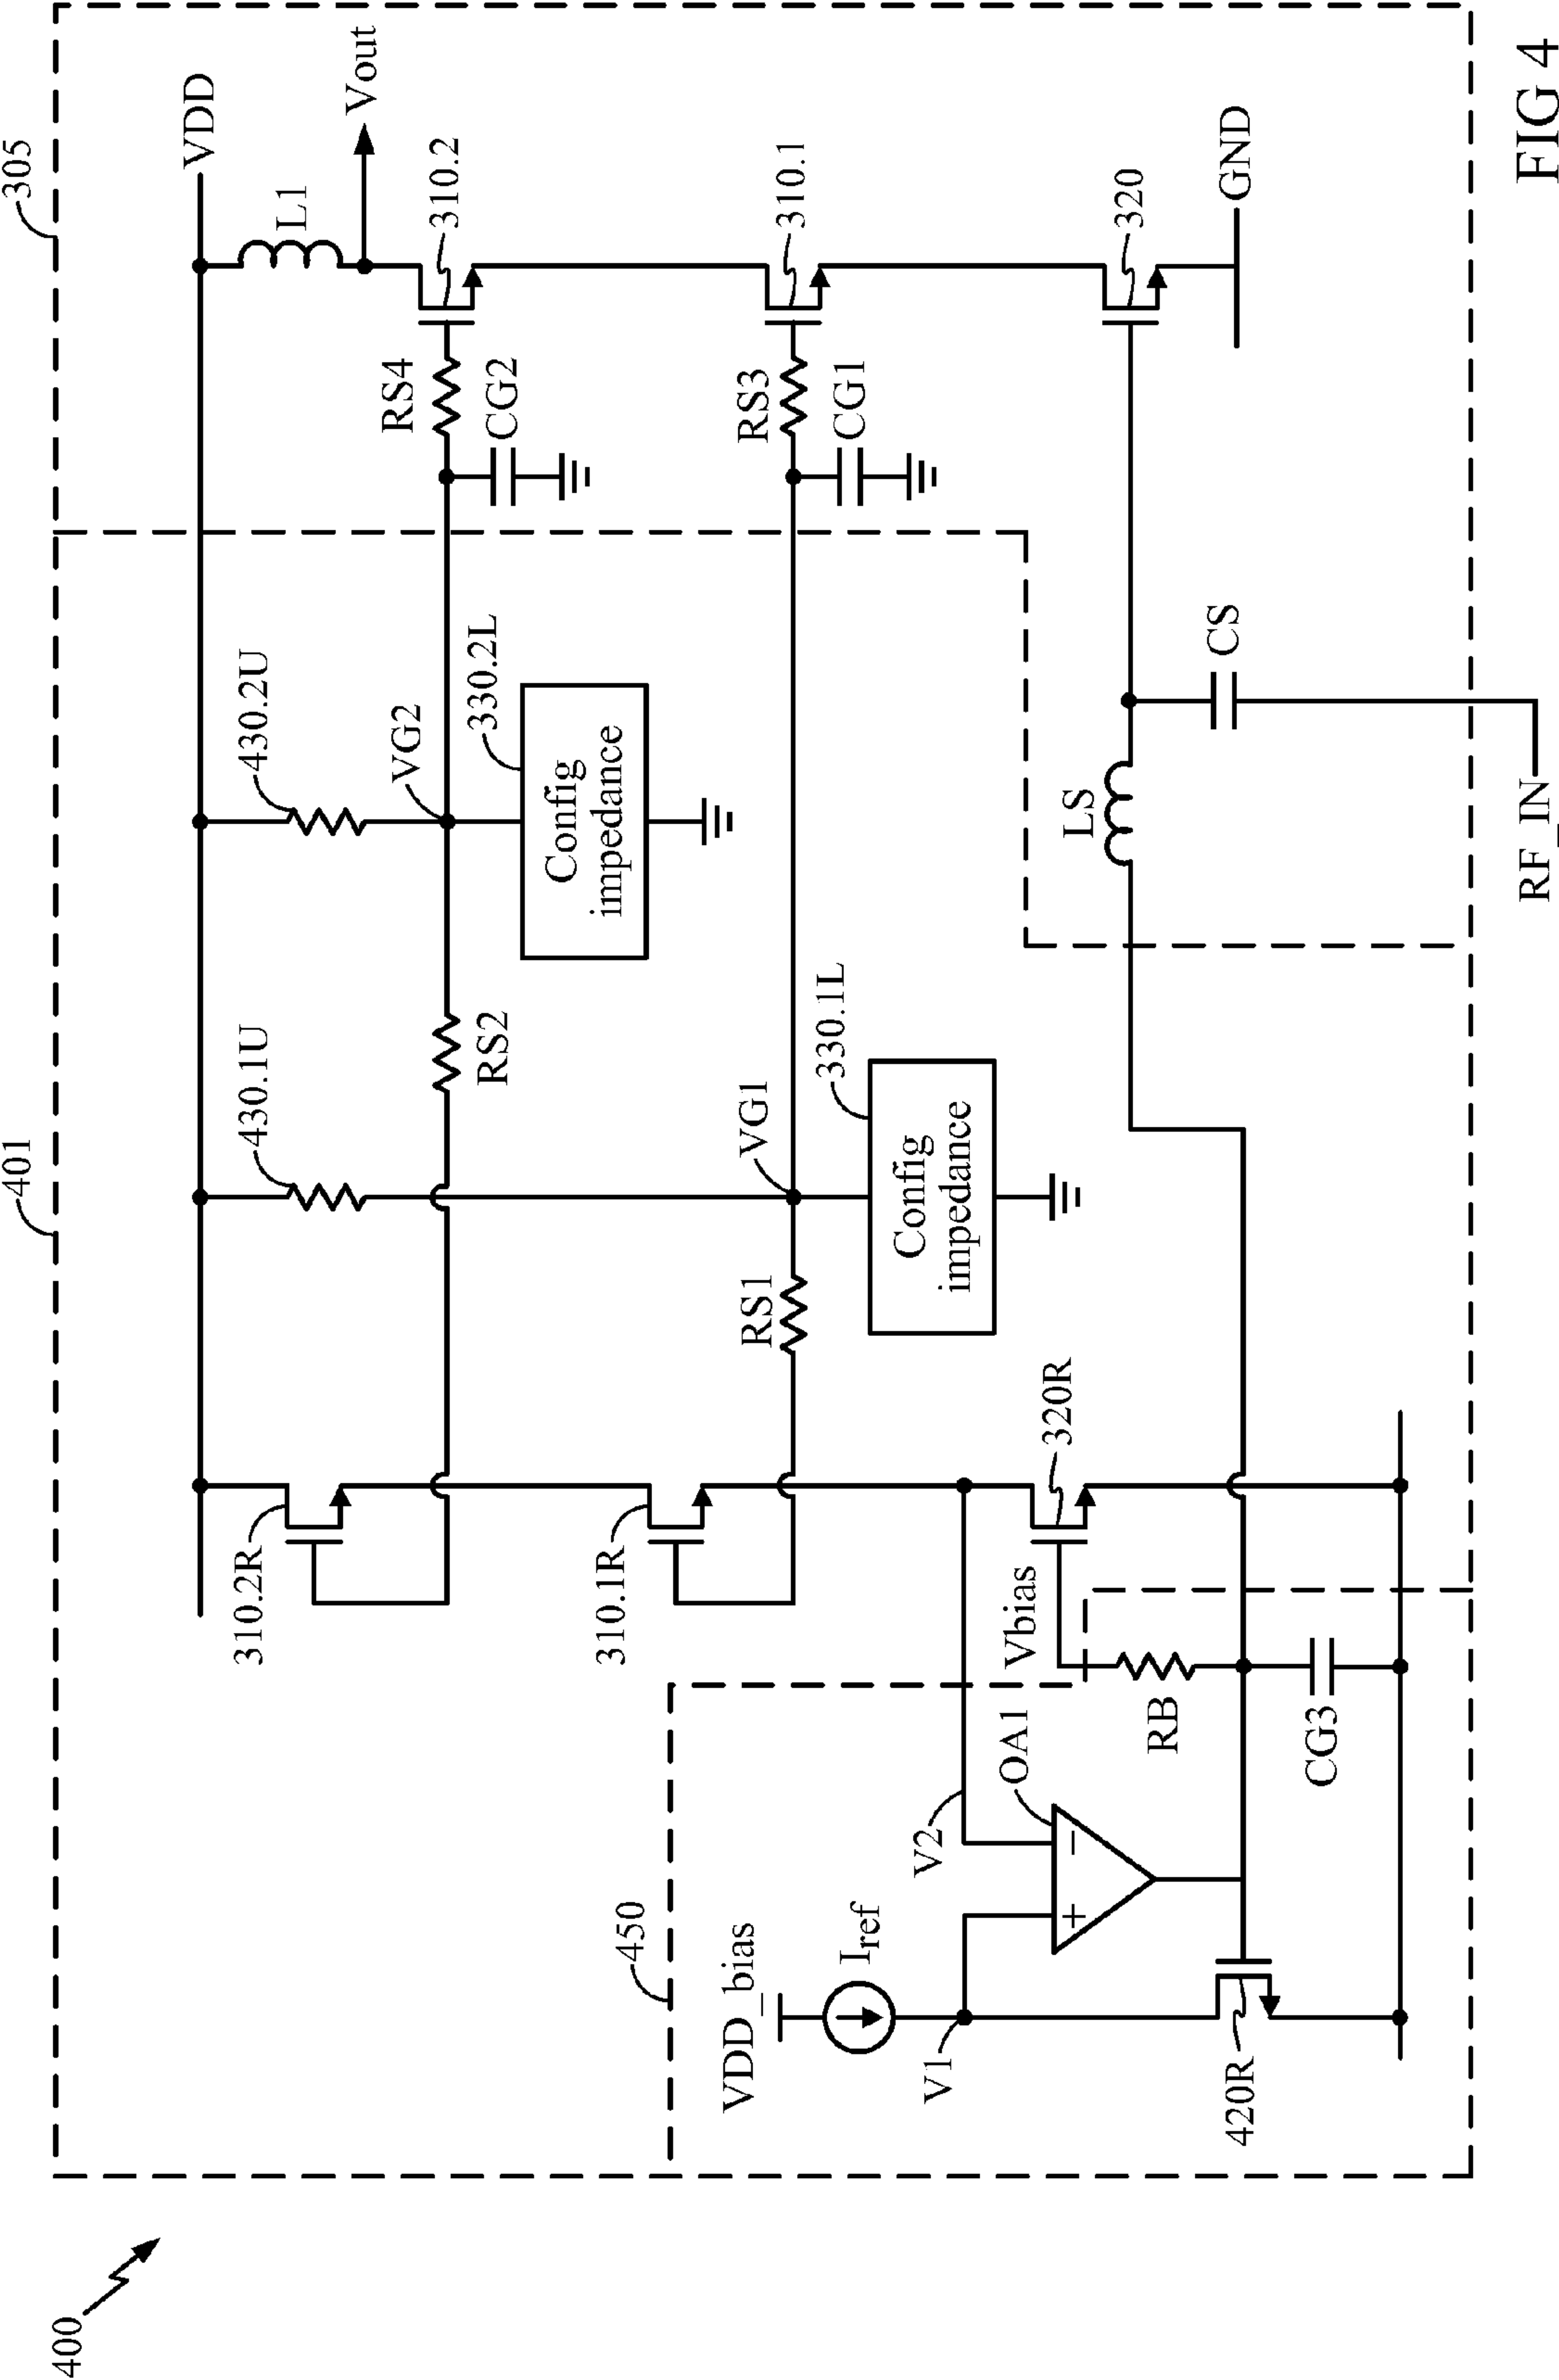 400
401
305
VDD
430.1U
430.2U
L1
Vout
310.2R
RS2
VG2
330.2L
Config
impedance
RS4
CG2
310.2
310.1R
RS1
VG1
330.1L
Config
impedance
RS3
CG1
310.1
450
VDD_bias
Iref
V1
V2
OA1
+
−
Vbias
320R
RB
CG3
420R
LS
CS
RF_IN
320
GND
FIG 4